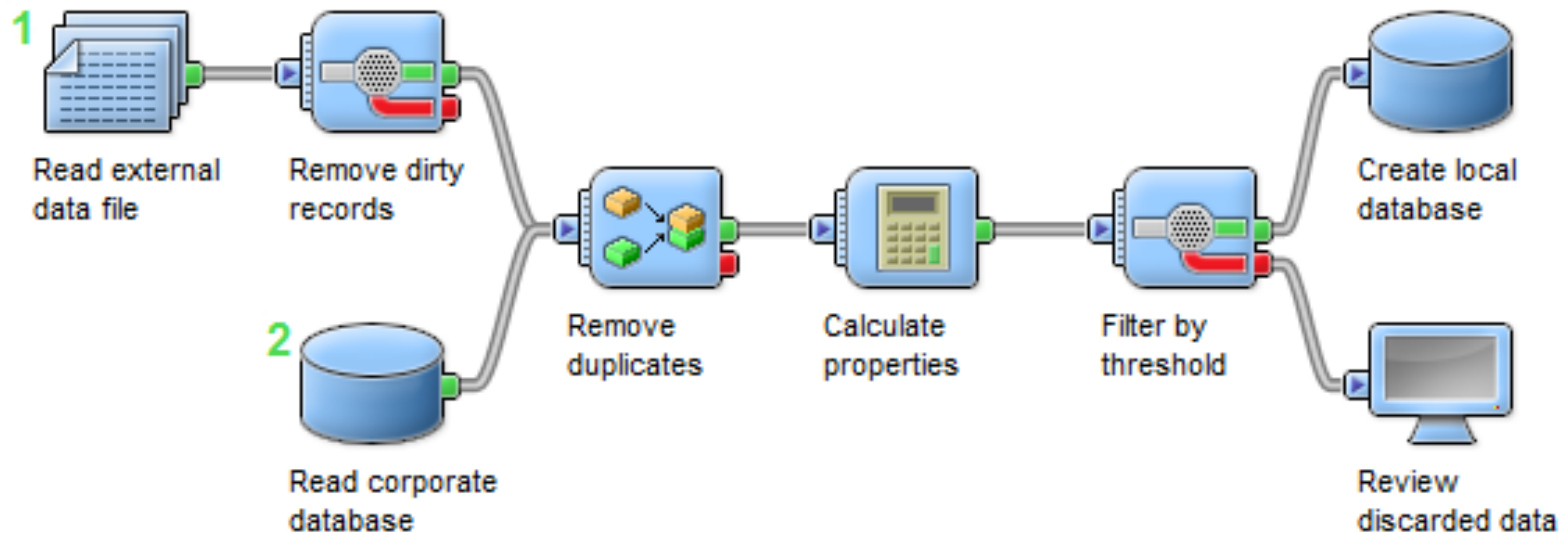 1
Read external
data file
Remove dirty
records
2
Read corporate
database
Remove
duplicates
Calculate
properties
Filter by
threshold
Create local
database
Review
discarded data